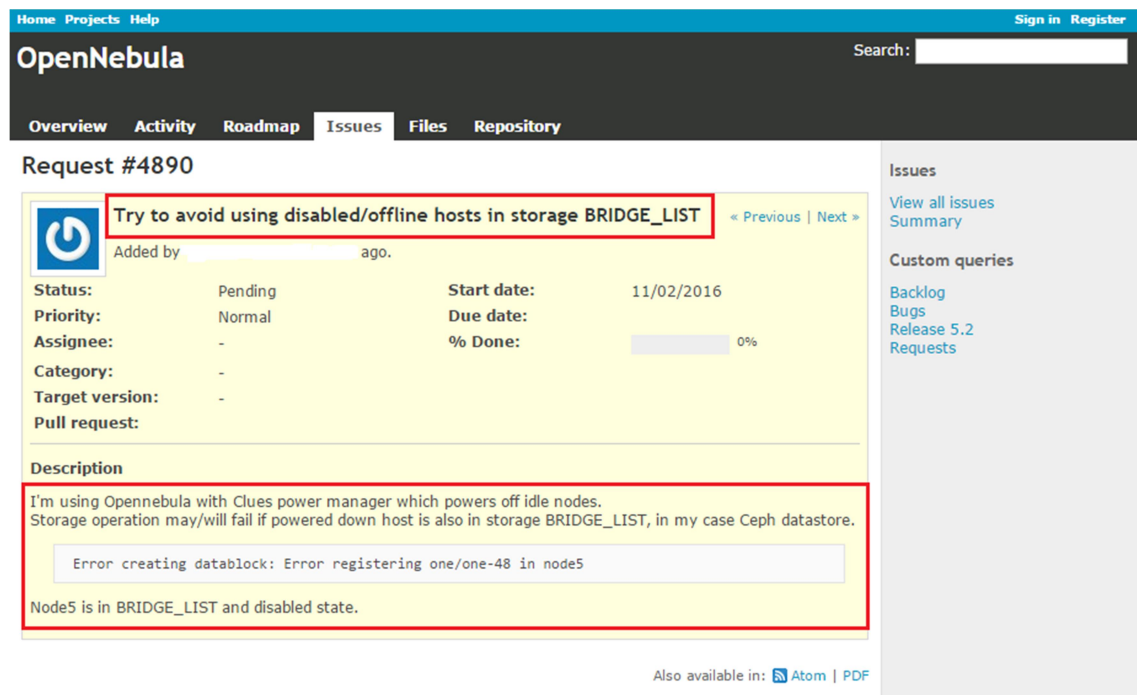 Home Projects Help Sign in Register
OpenNebula
Search:
Overview Activity Roadmap Issues Files Repository
Request #4890
Try to avoid using disabled/offline hosts in storage BRIDGE_LIST
« Previous | Next »
Added by ago.
Status: Pending Start date: 11/02/2016
Priority: Normal Due date:
Assignee: - % Done: 0%
Category: -
Target version: -
Pull request:
Description
I'm using Opennebula with Clues power manager which powers off idle nodes.
Storage operation may/will fail if powered down host is also in storage BRIDGE_LIST, in my case Ceph datastore.
Error creating datablock: Error registering one/one-48 in node5
Node5 is in BRIDGE_LIST and disabled state.
Also available in: Atom | PDF
Issues
View all issues
Summary
Custom queries
Backlog
Bugs
Release 5.2
Requests